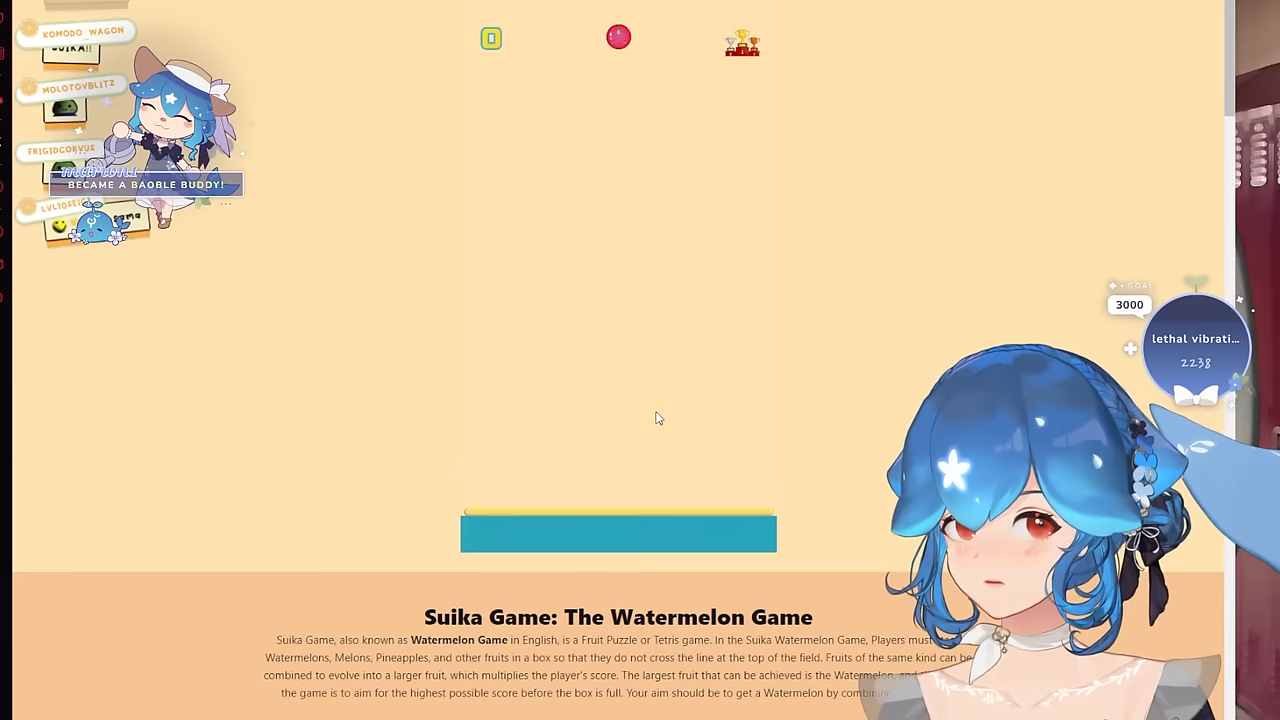 KOMODO_WAGON
SUIKA!!
MOLOTOVBLITZ
FRIGIDCORVUS
BECAME A BAOBLE BUDDY!
GOAL
3000
lethal vibrati...
2238
Suika Game: The Watermelon Game
Suika Game, also known as Watermelon Game in English, is a Fruit Puzzle or Tetris game. In the Suika Watermelon Game, Players must
Watermelons, Melons, Pineapples, and other fruits in a box so that they do not cross the line at the top of the field. Fruits of the same kind can be
combined to evolve into a larger fruit, which multiplies the player's score. The largest fruit that can be achieved is the Watermelon, and
the game is to aim for the highest possible score before the box is full. Your aim should be to get a Watermelon by combining